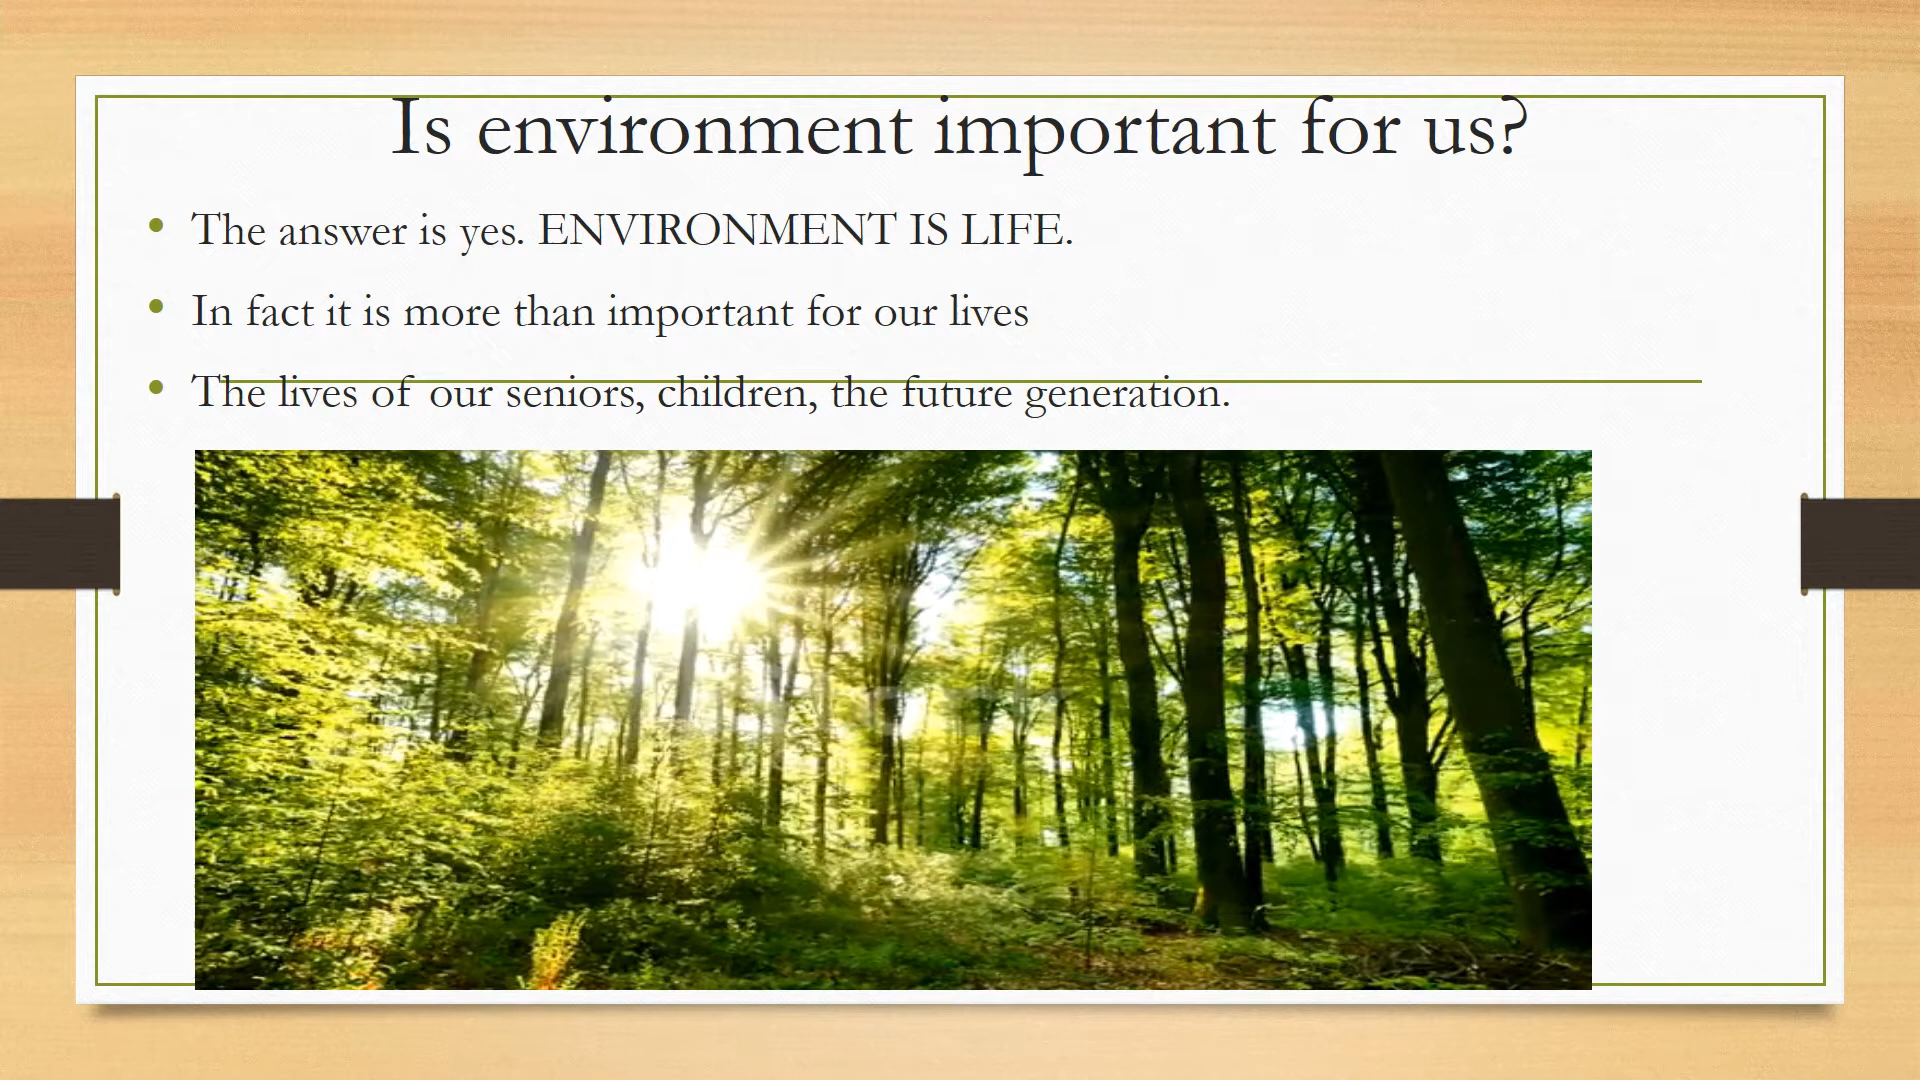 Is environment important for us?
The answer is yes. ENVIRONMENT IS LIFE.
In fact it is more than important for our lives
The lives of our seniors, children, the future generation.